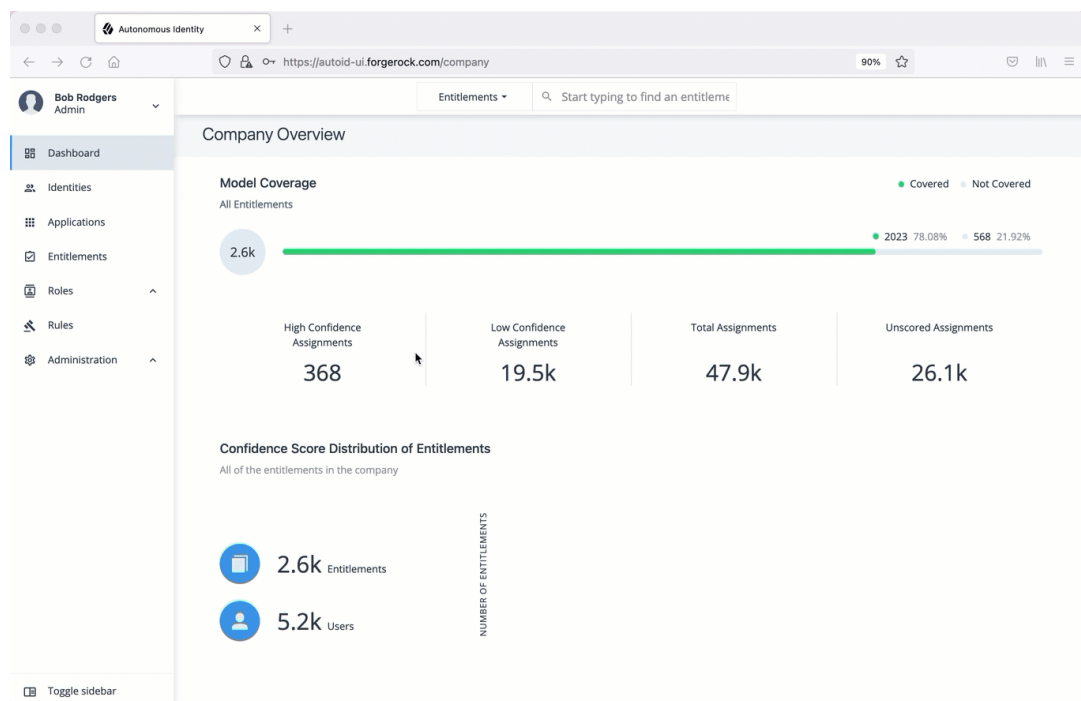 Autonomous Identity
https://autoid-ui.forgerock.com/company
90%
Bob Rodgers
Admin
Entitlements
Start typing to find an entitleme
Company Overview
Dashboard
Identities
Applications
Entitlements
Roles
Rules
Administration
Toggle sidebar
Model Coverage
Covered Not Covered
All Entitlements
2023 78.08% 568 21.92%
2.6k
High Confidence
Assignments
368
Low Confidence
Assignments
19.5k
Total Assignments
47.9k
Unscored Assignments
26.1k
Confidence Score Distribution of Entitlements
All of the entitlements in the company
2.6k Entitlements
5.2k Users
NUMBER OF ENTITLEMENTS